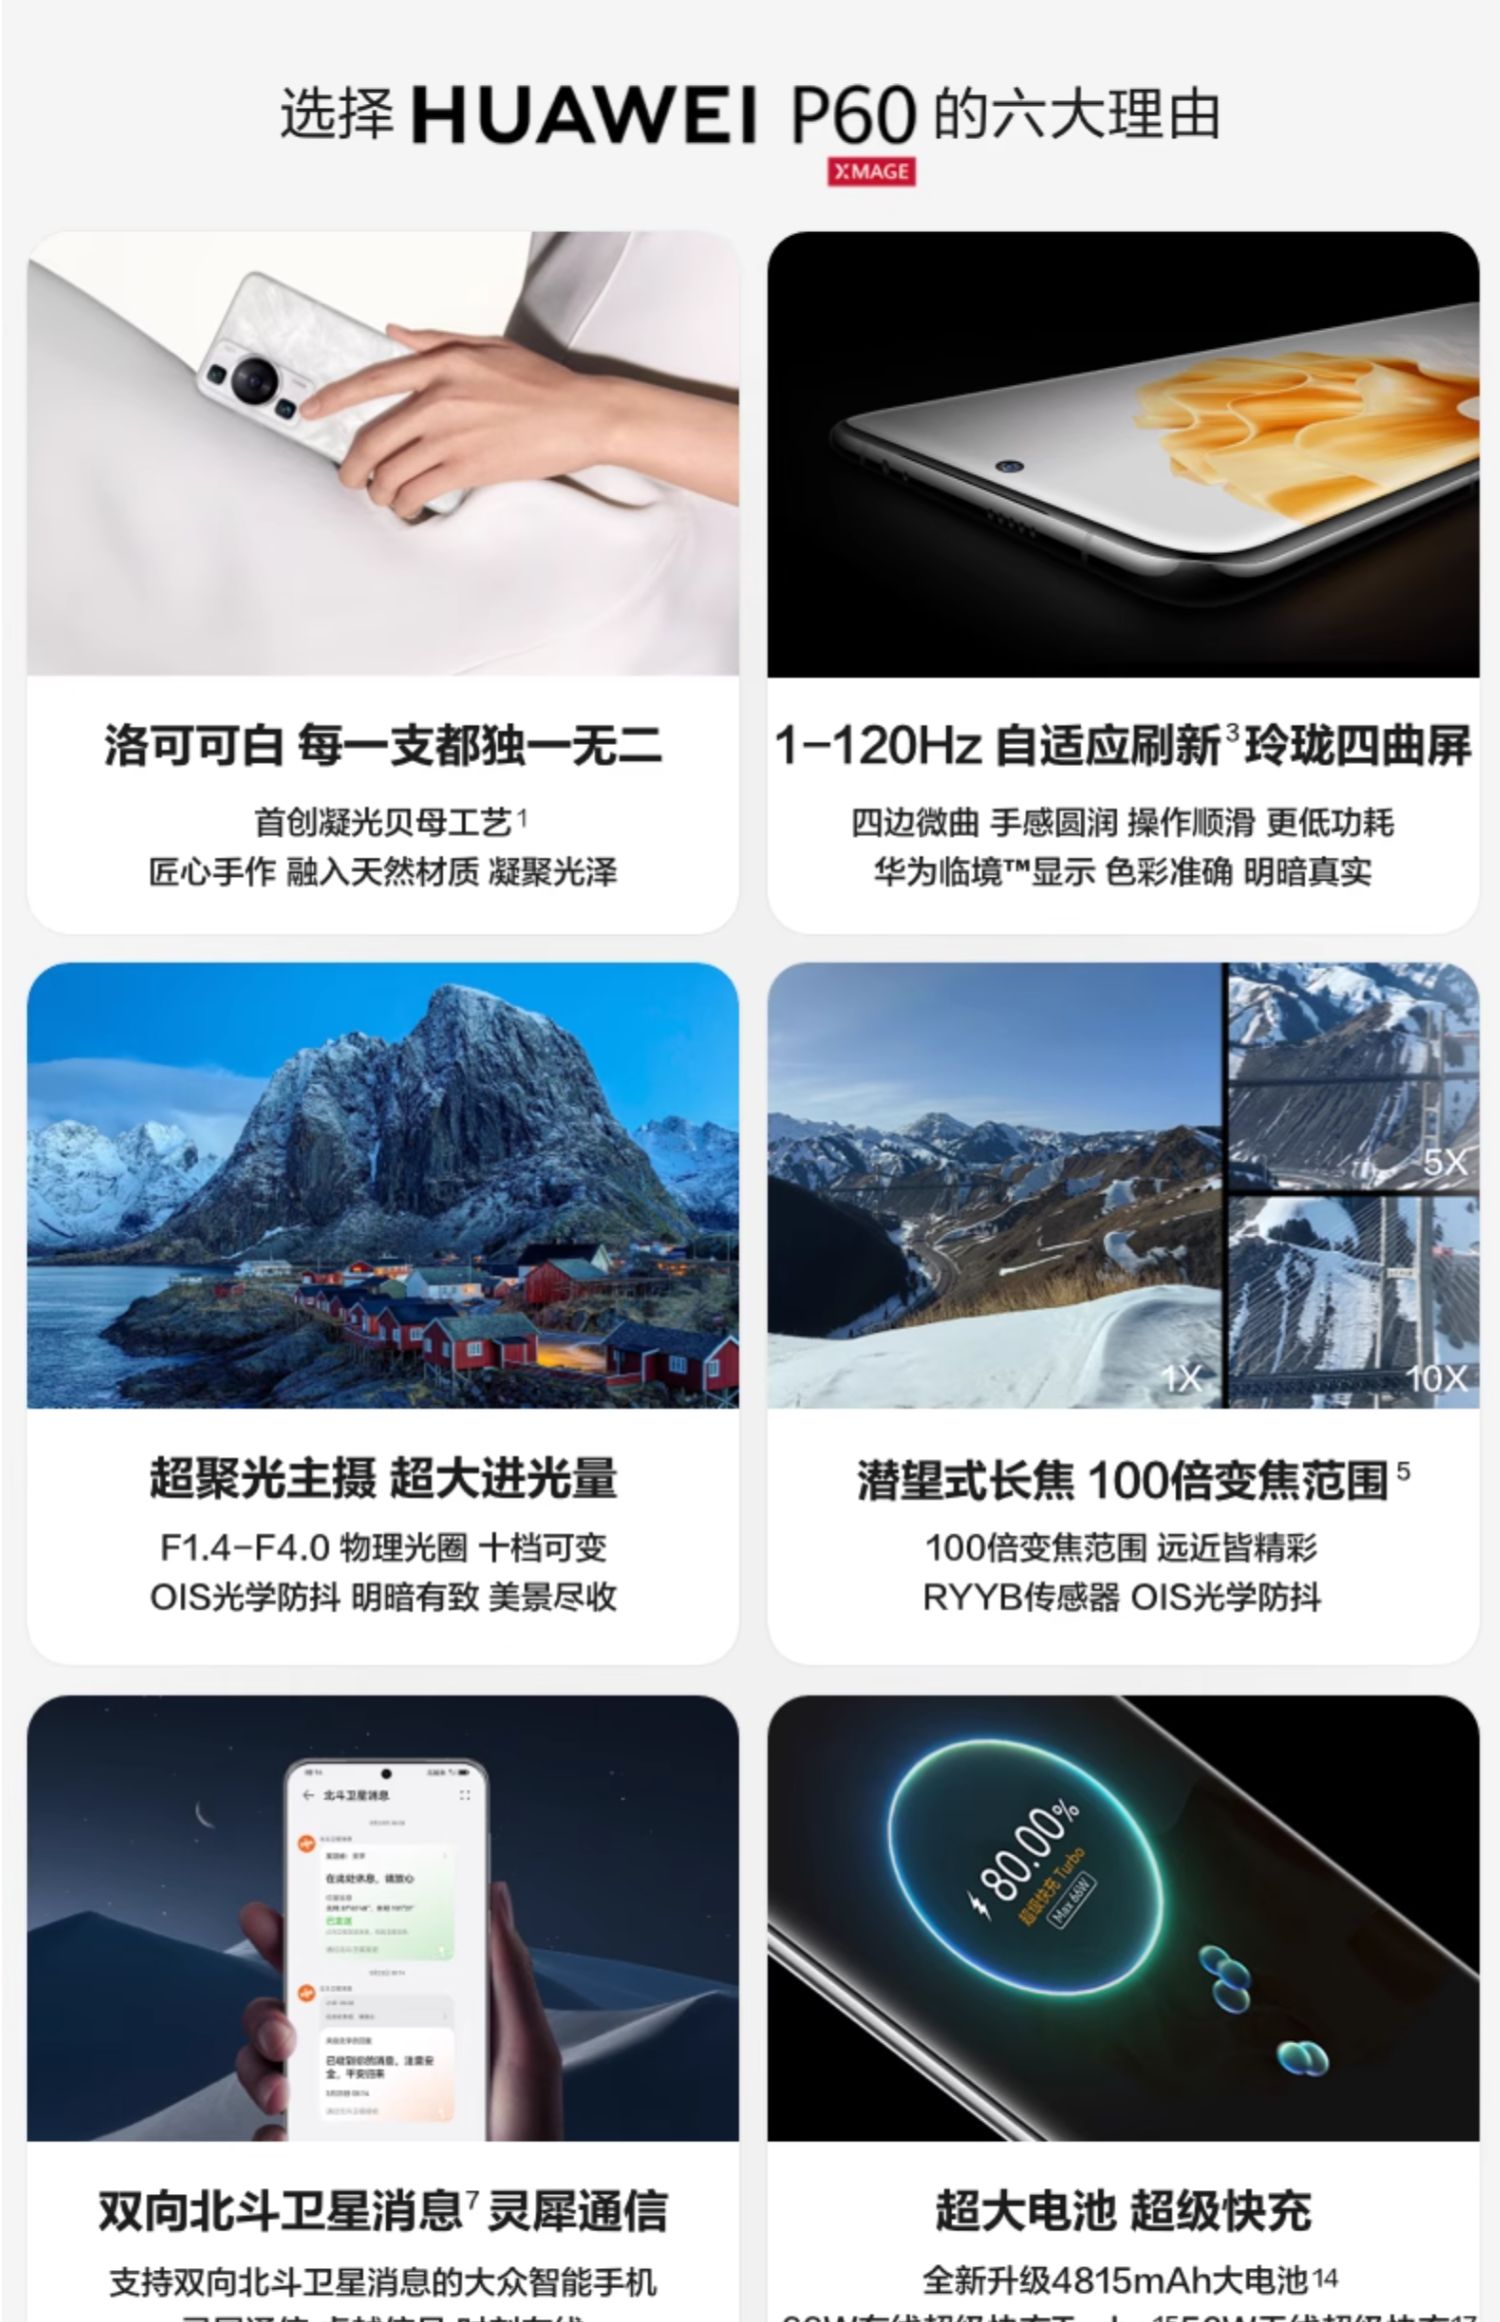 选择 HUAWEI P60 的六大理由
XMAGE
洛可可白 每一支都独一无二
首创凝光贝母工艺1
匠心手作 融入天然材质 凝聚光泽
1-120Hz 自适应刷新3玲珑四曲屏
四边微曲 手感圆润 操作顺滑 更低功耗
华为临境™显示 色彩准确 明暗真实
超聚光主摄 超大进光量
F1.4-F4.0 物理光圈 十档可变
OIS光学防抖 明暗有致 美景尽收
5X
1X
10X
潜望式长焦 100倍变焦范围5
100倍变焦范围 远近皆精彩
RYYB传感器 OIS光学防抖
北斗卫星消息
在此处休息，请放心
已发送
已收到你的消息，注意安
全，平安归来
双向北斗卫星消息7 灵犀通信
支持双向北斗卫星消息的大众智能手机
80.00%
超级快充 Turbo
Max 66W
超大电池 超级快充
全新升级4815mAh大电池14